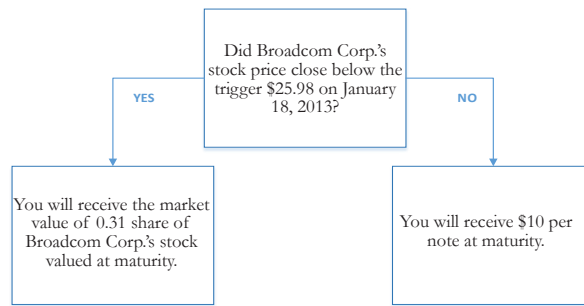 Did Broadcom Corp.'s
stock price close below the
trigger $25.98 on January
18, 2013?
YES
NO
You will receive the market
value of 0.31 share of
Broadcom Corp.'s stock
valued at maturity.
You will receive $10 per
note at maturity.